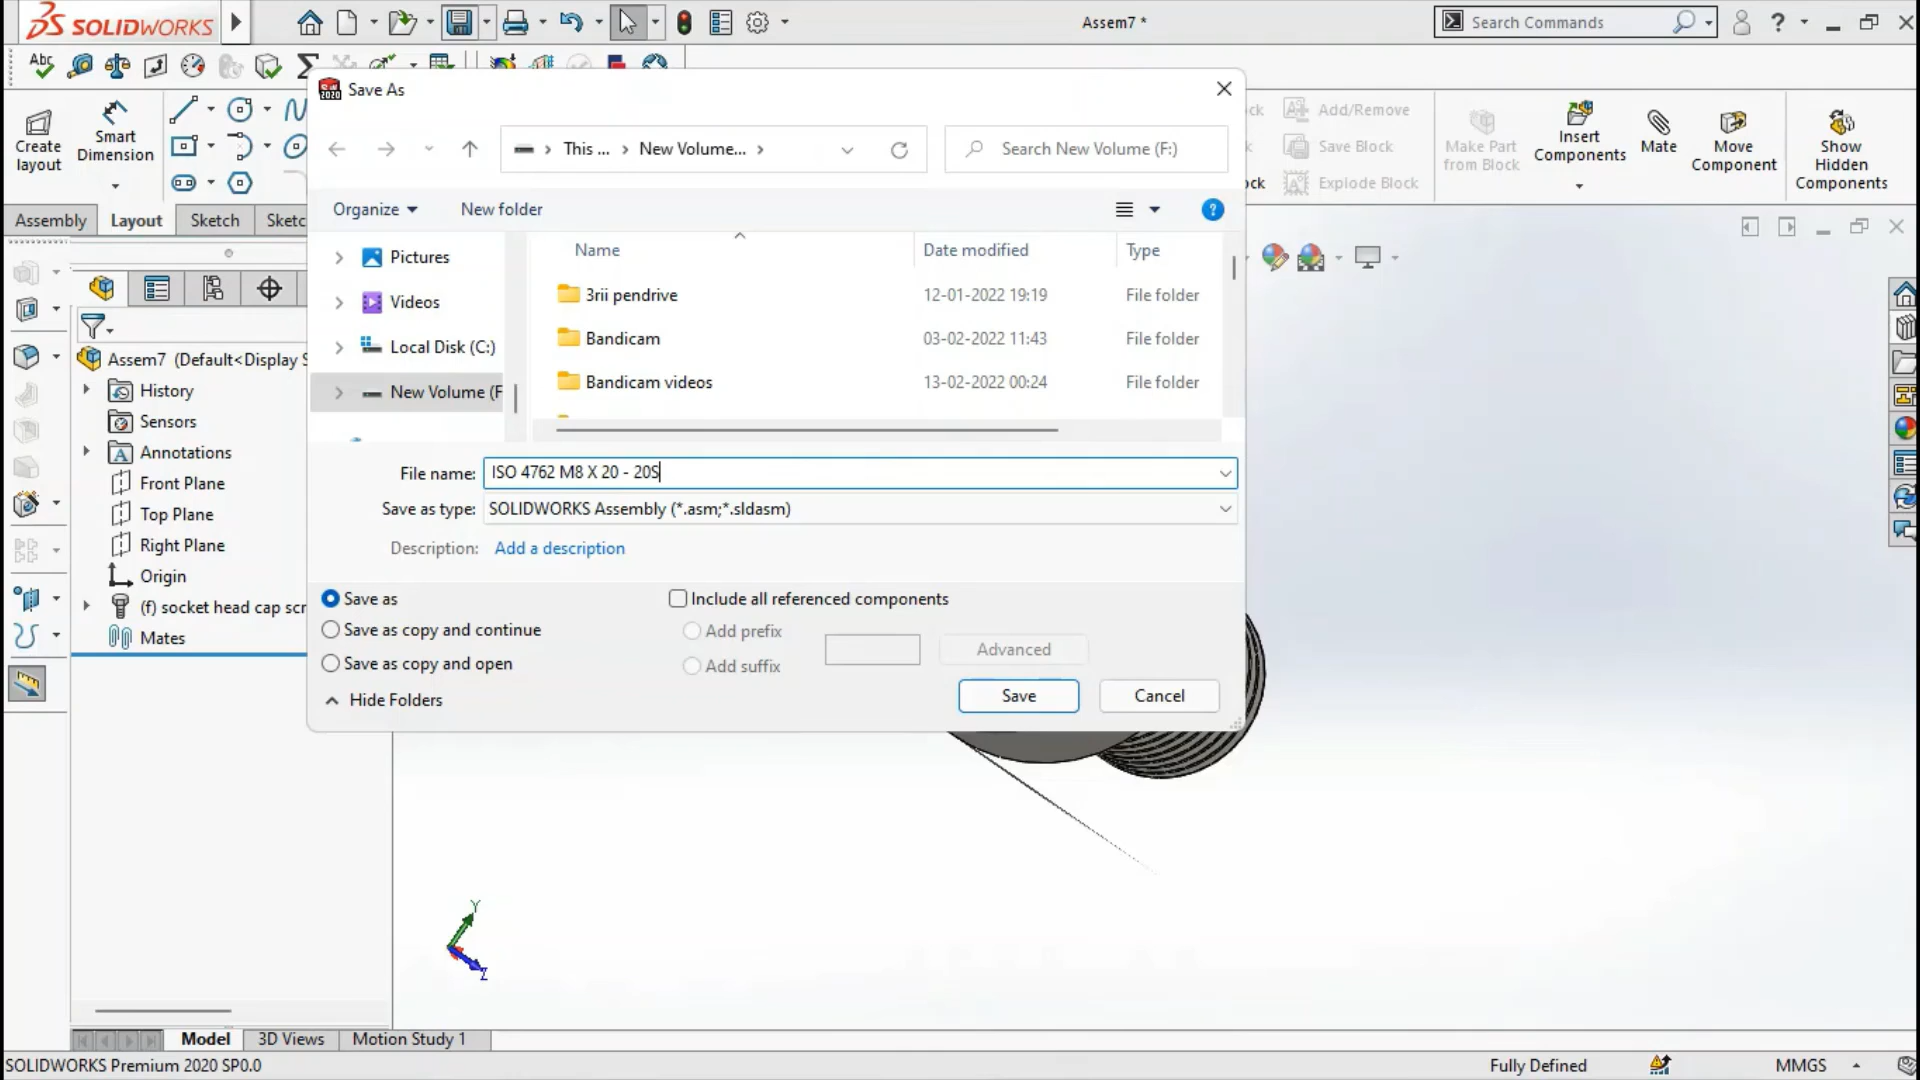 SOLIDWORKS
Assem7 *
Search Commands
Abc
Save As
Create layout
Smart Dimension
Add/Remove
Save Block
Explode Block
Make Part from Block
Insert Components
Mate
Move Component
Show Hidden Components
This ...
New Volume...
Search New Volume (F:)
Organize
New folder
Assembly
Layout
Sketch
Sketc
Name
Date modified
Type
Pictures
Videos
Local Disk (C:)
New Volume (F
3rii pendrive
12-01-2022 19:19
File folder
Bandicam
03-02-2022 11:43
File folder
Bandicam videos
13-02-2022 00:24
File folder
Assem7 (Default<Display S
History
Sensors
Annotations
Front Plane
Top Plane
Right Plane
Origin
(f) socket head cap scr
Mates
File name: ISO 4762 M8 X 20 - 20S
Save as type: SOLIDWORKS Assembly (*.asm;*.sldasm)
Description: Add a description
Save as
Save as copy and continue
Save as copy and open
Include all referenced components
Add prefix
Add suffix
Advanced
Hide Folders
Save
Cancel
Y
Z
Model
3D Views
Motion Study 1
SOLIDWORKS Premium 2020 SP0.0
Fully Defined
MMGS